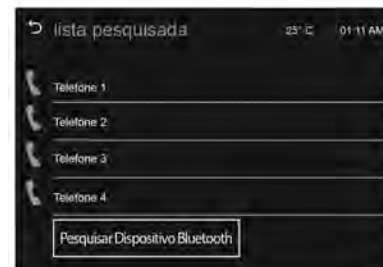 lista pesquisada 25° C 01:11 AM
Telefone 1
Telefone 2
Telefone 3
Telefone 4
Pesquisar Dispositivo Bluetooth